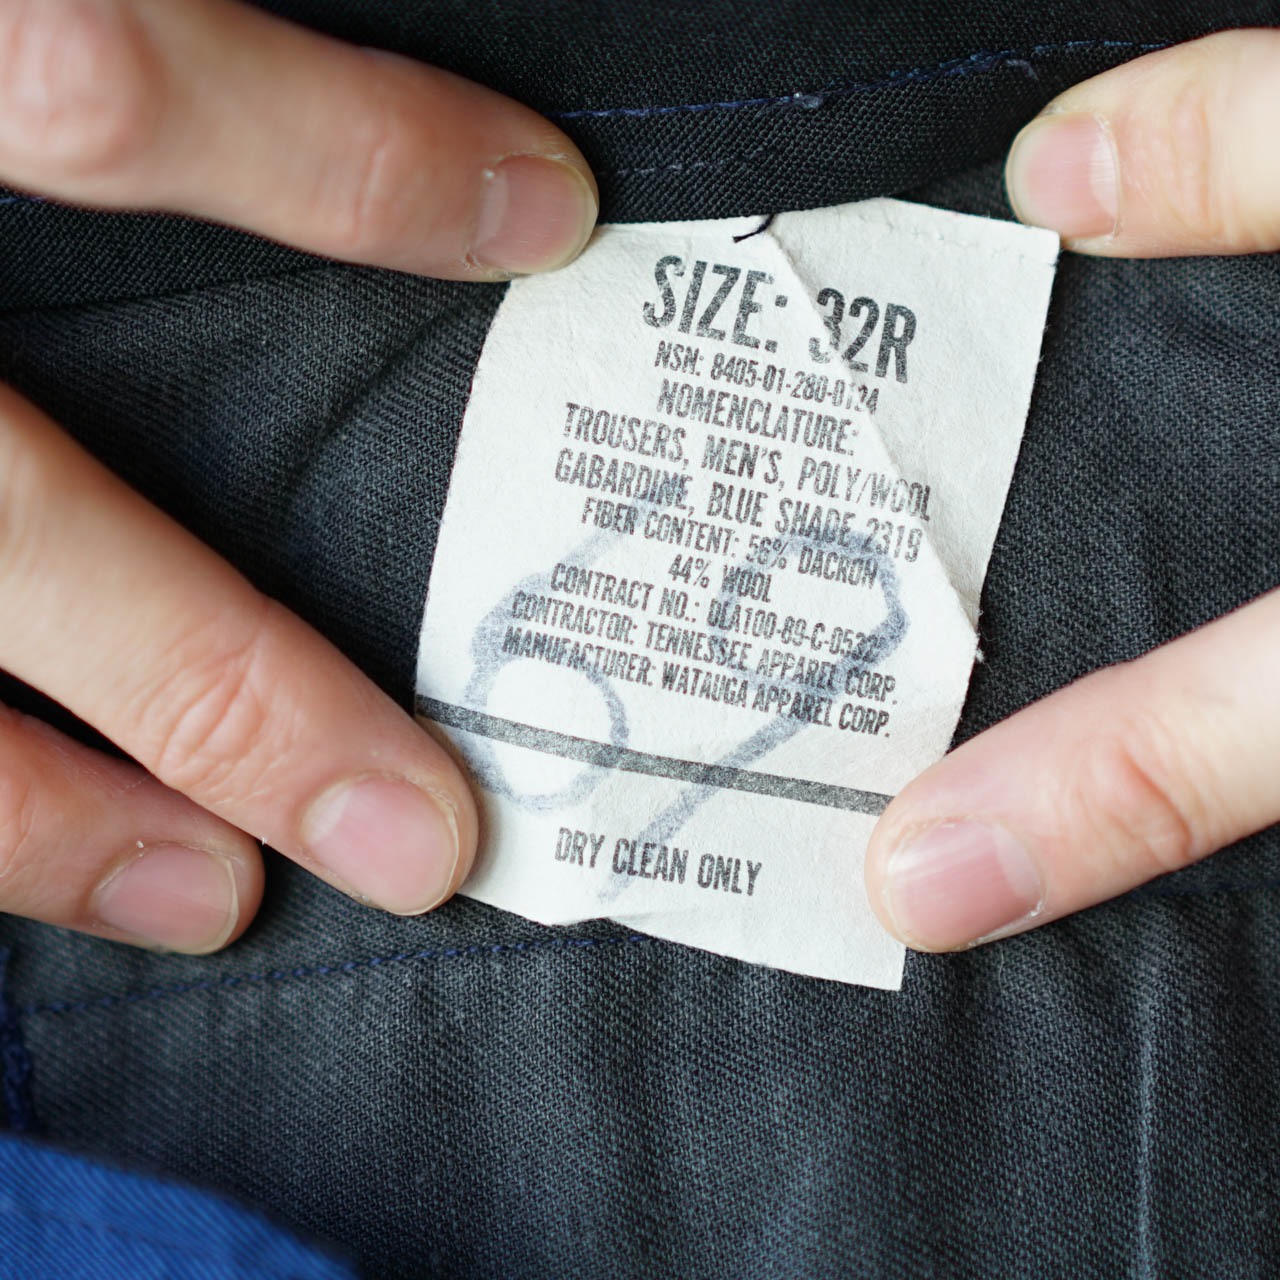 SIZE: 32R
NSN: 8405-01-280-0124
NOMENCLATURE:
TROUSERS, MEN'S, POLY/WOOL
GABARDINE, BLUE SHADE 2319
FIBER CONTENT: 56% DACRON
44% WOOL
CONTRACT NO.: DLA100-89-C-0532
CONTRACTOR: TENNESSEE APPAREL CORP.
MANUFACTURER: WATAUGA APPAREL CORP.
DRY CLEAN ONLY